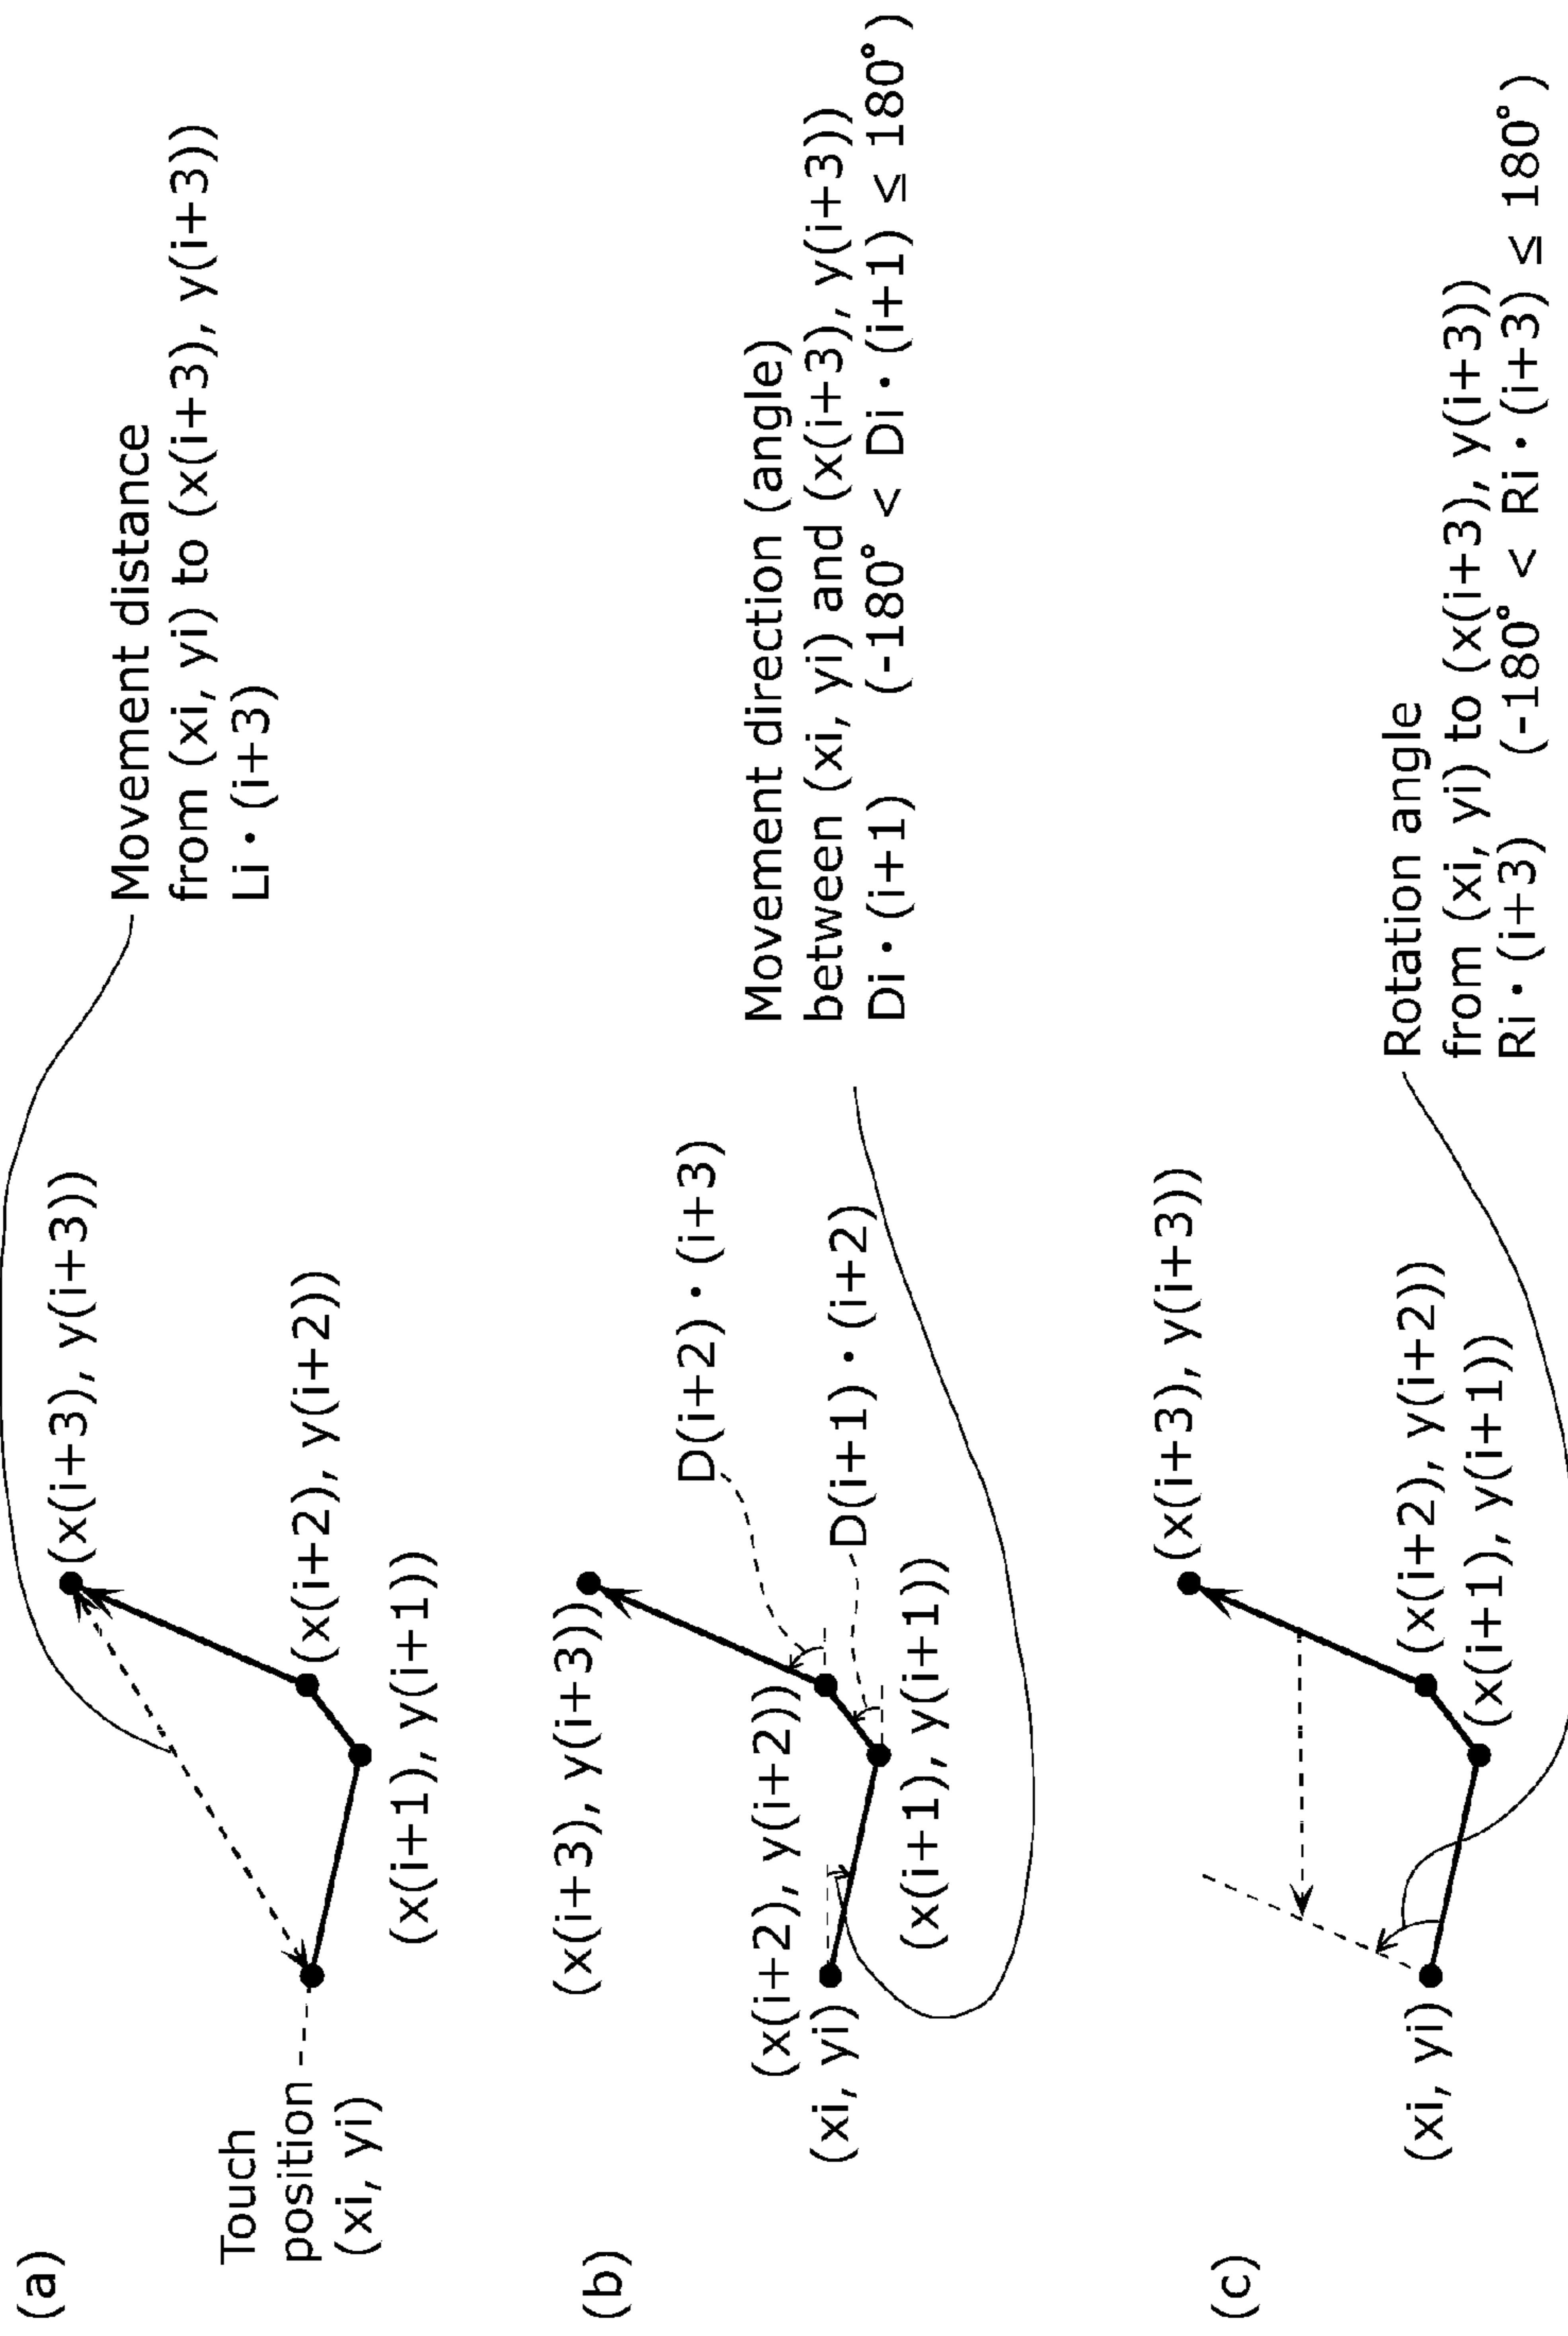 (a)
Movement distance
from (xi, yi) to (x(i+3), y(i+3))
Li・(i+3)
(x(i+3), y(i+3))
(x(i+2), y(i+2))
(x(i+1), y(i+1))
Touch
position
(xi, yi)
(b)
Movement direction (angle)
between (xi, yi) and (x(i+3), y(i+3))
Di・(i+1) (-180° < Di・(i+1) ≤ 180°)
D(i+2)・(i+3)
D(i+1)・(i+2)
(x(i+3), y(i+3))
(x(i+2), y(i+2))
(xi, yi)
(x(i+1), y(i+1))
(c)
Rotation angle
from (xi, yi) to (x(i+3), y(i+3))
Ri・(i+3) (-180° < Ri・(i+3) ≤ 180°)
(x(i+3), y(i+3))
(x(i+2), y(i+2))
(x(i+1), y(i+1))
(xi, yi)